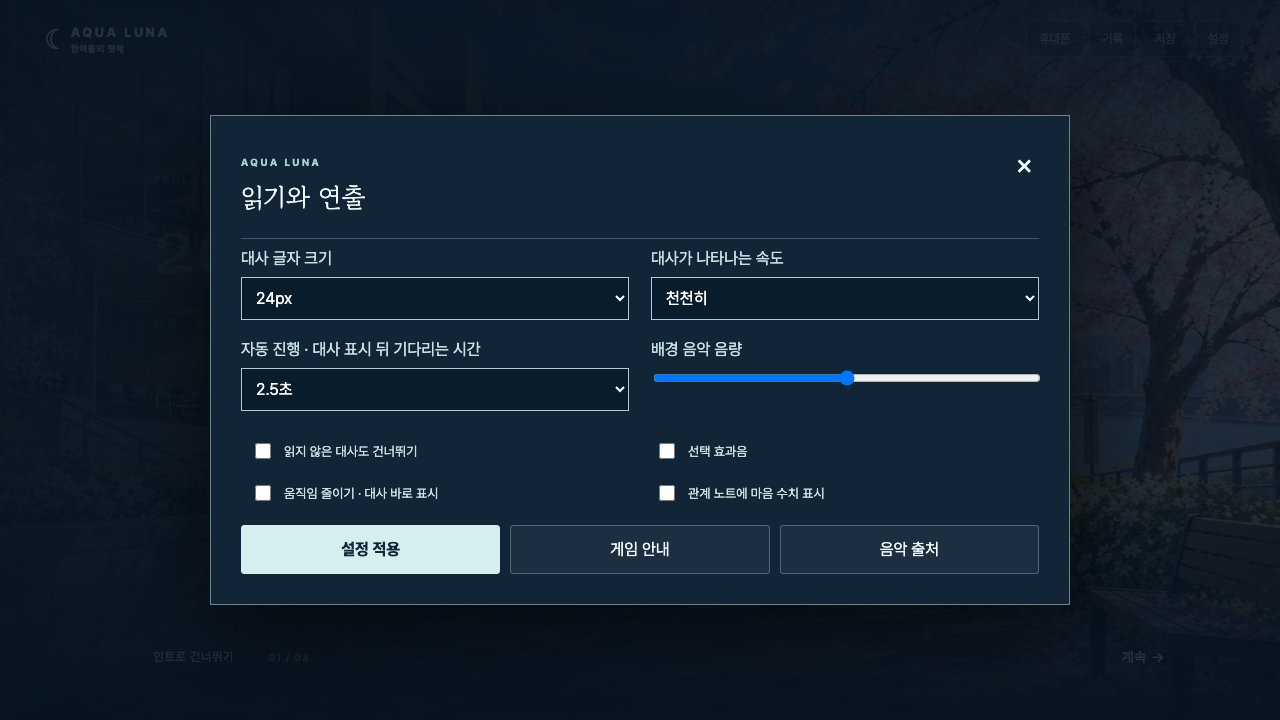 AQUA LUNA
한여름의 첫째
휴대폰
기록
저장
설정
AQUA LUNA
읽기와 연출
×
대사 글자 크기
대사가 나타나는 속도
24px
천천히
자동 진행 · 대사 표시 뒤 기다리는 시간
배경 음악 음량
2.5초
읽지 않은 대사도 건너뛰기
선택 효과음
움직임 줄이기 · 대사 바로 표시
관계 노트에 마음 수치 표시
설정 적용
게임 안내
음악 출처
인트로 건너뛰기
01 / 03
계속 →